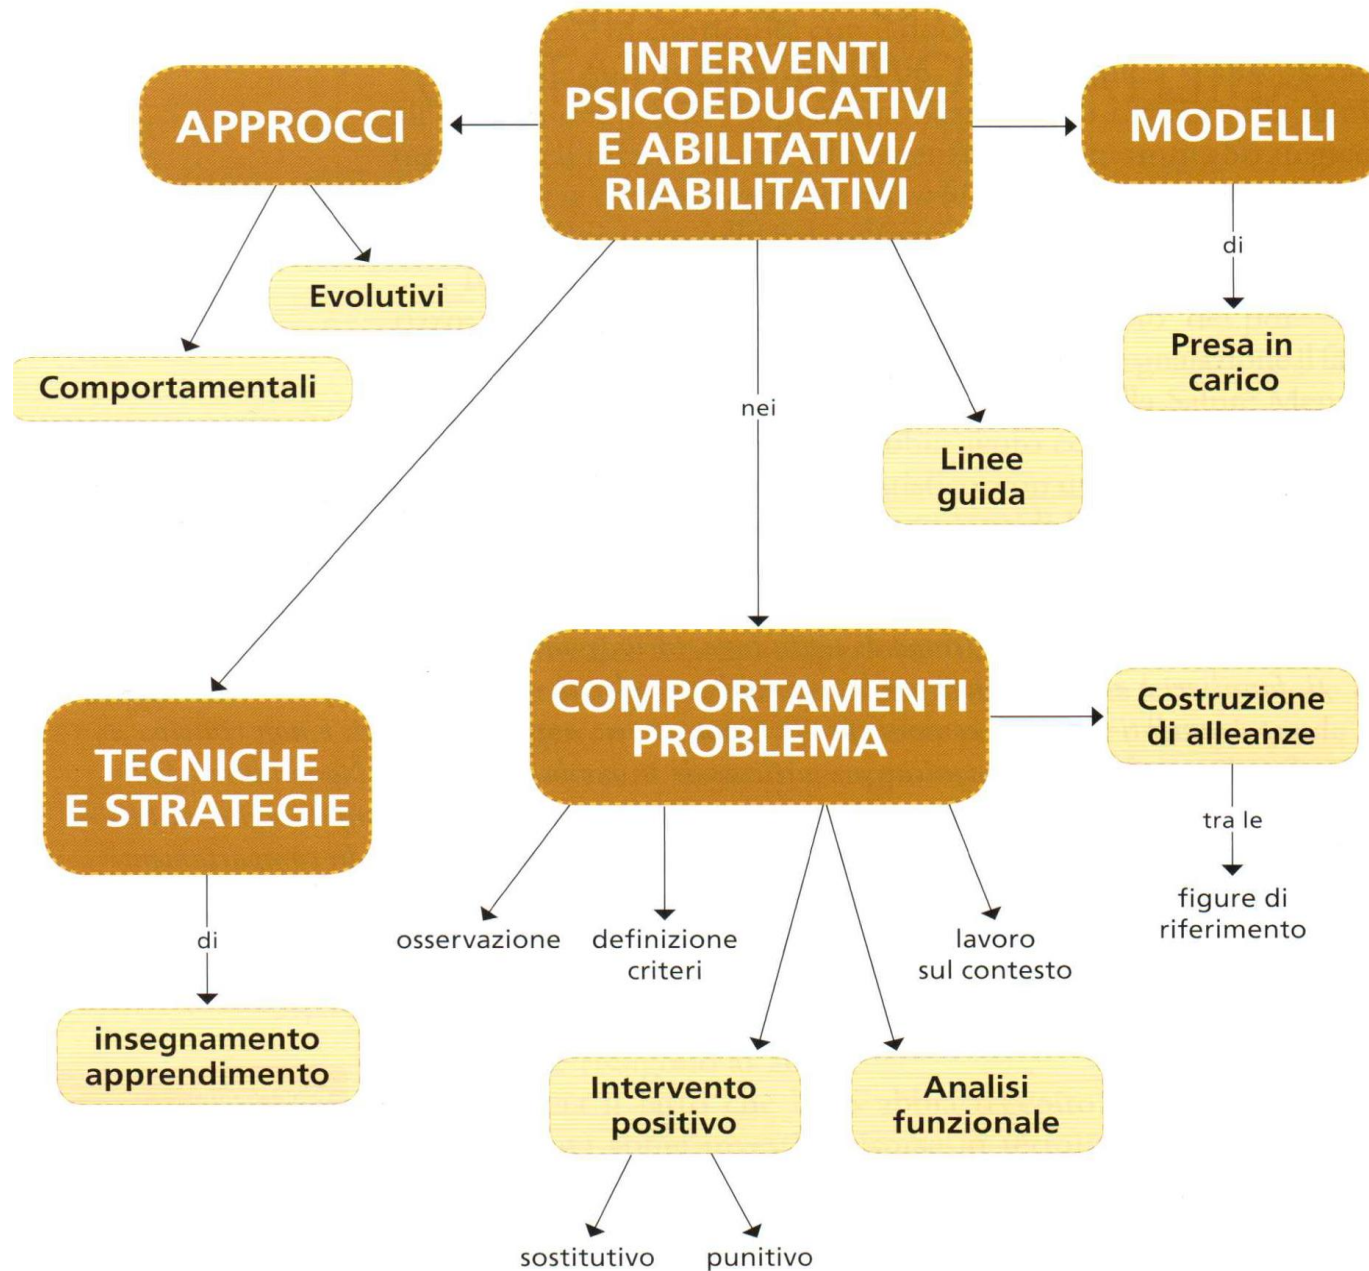 INTERVENTI
PSICOEDUCATIVI
E ABILITATIVI/
RIABILITATIVI
APPROCCI
MODELLI
di
Evolutivi
Presa in
carico
Comportamentali
nei
Linee
guida
COMPORTAMENTI
PROBLEMA
Costruzione
di alleanze
TECNICHE
E STRATEGIE
tra le
figure di
riferimento
di
osservazione
definizione
criteri
lavoro
sul contesto
insegnamento
apprendimento
Intervento
positivo
Analisi
funzionale
sostitutivo
punitivo